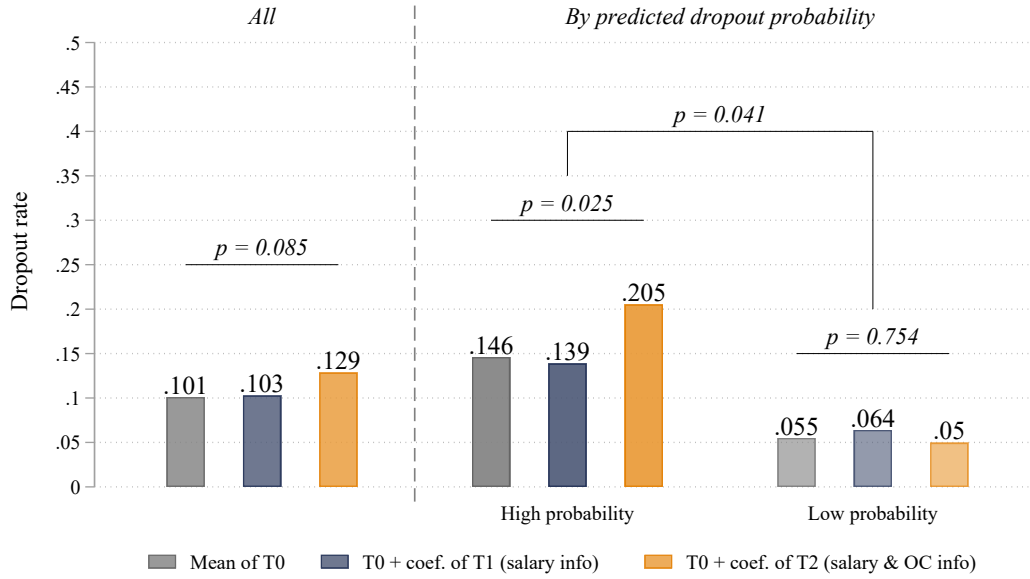 All
By predicted dropout probability
Dropout rate
.5
.45
.4
.35
.3
.25
.2
.15
.1
.05
0
p = 0.085
p = 0.041
p = 0.025
p = 0.754
.101
.103
.129
.146
.139
.205
.055
.064
.05
High probability
Low probability
Mean of T0
T0 + coef. of T1 (salary info)
T0 + coef. of T2 (salary & OC info)